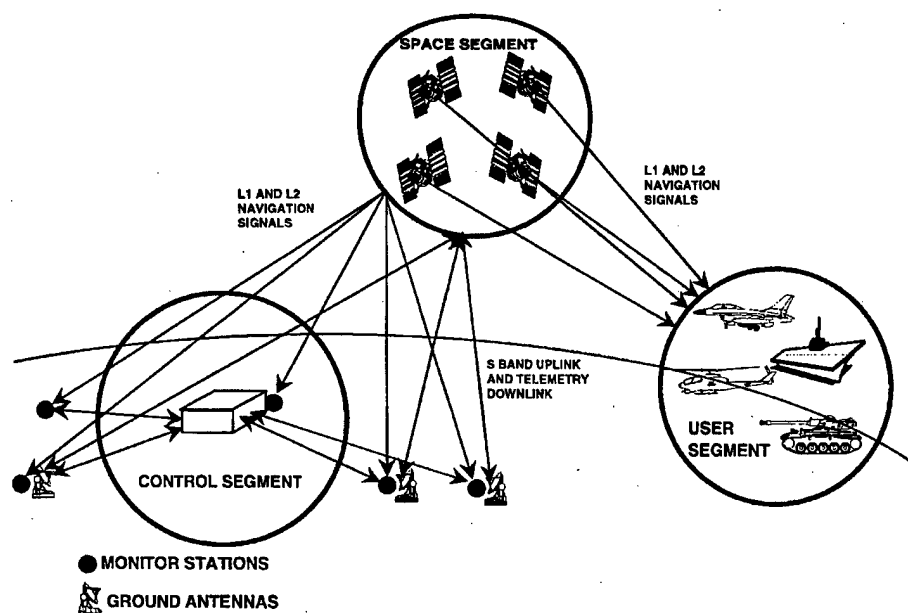 SPACE SEGMENT
L1 AND L2
NAVIGATION
SIGNALS
L1 AND L2
NAVIGATION
SIGNALS
S BAND UPLINK
AND TELEMETRY
DOWNLINK
USER
SEGMENT
CONTROL SEGMENT
MONITOR STATIONS
GROUND ANTENNAS